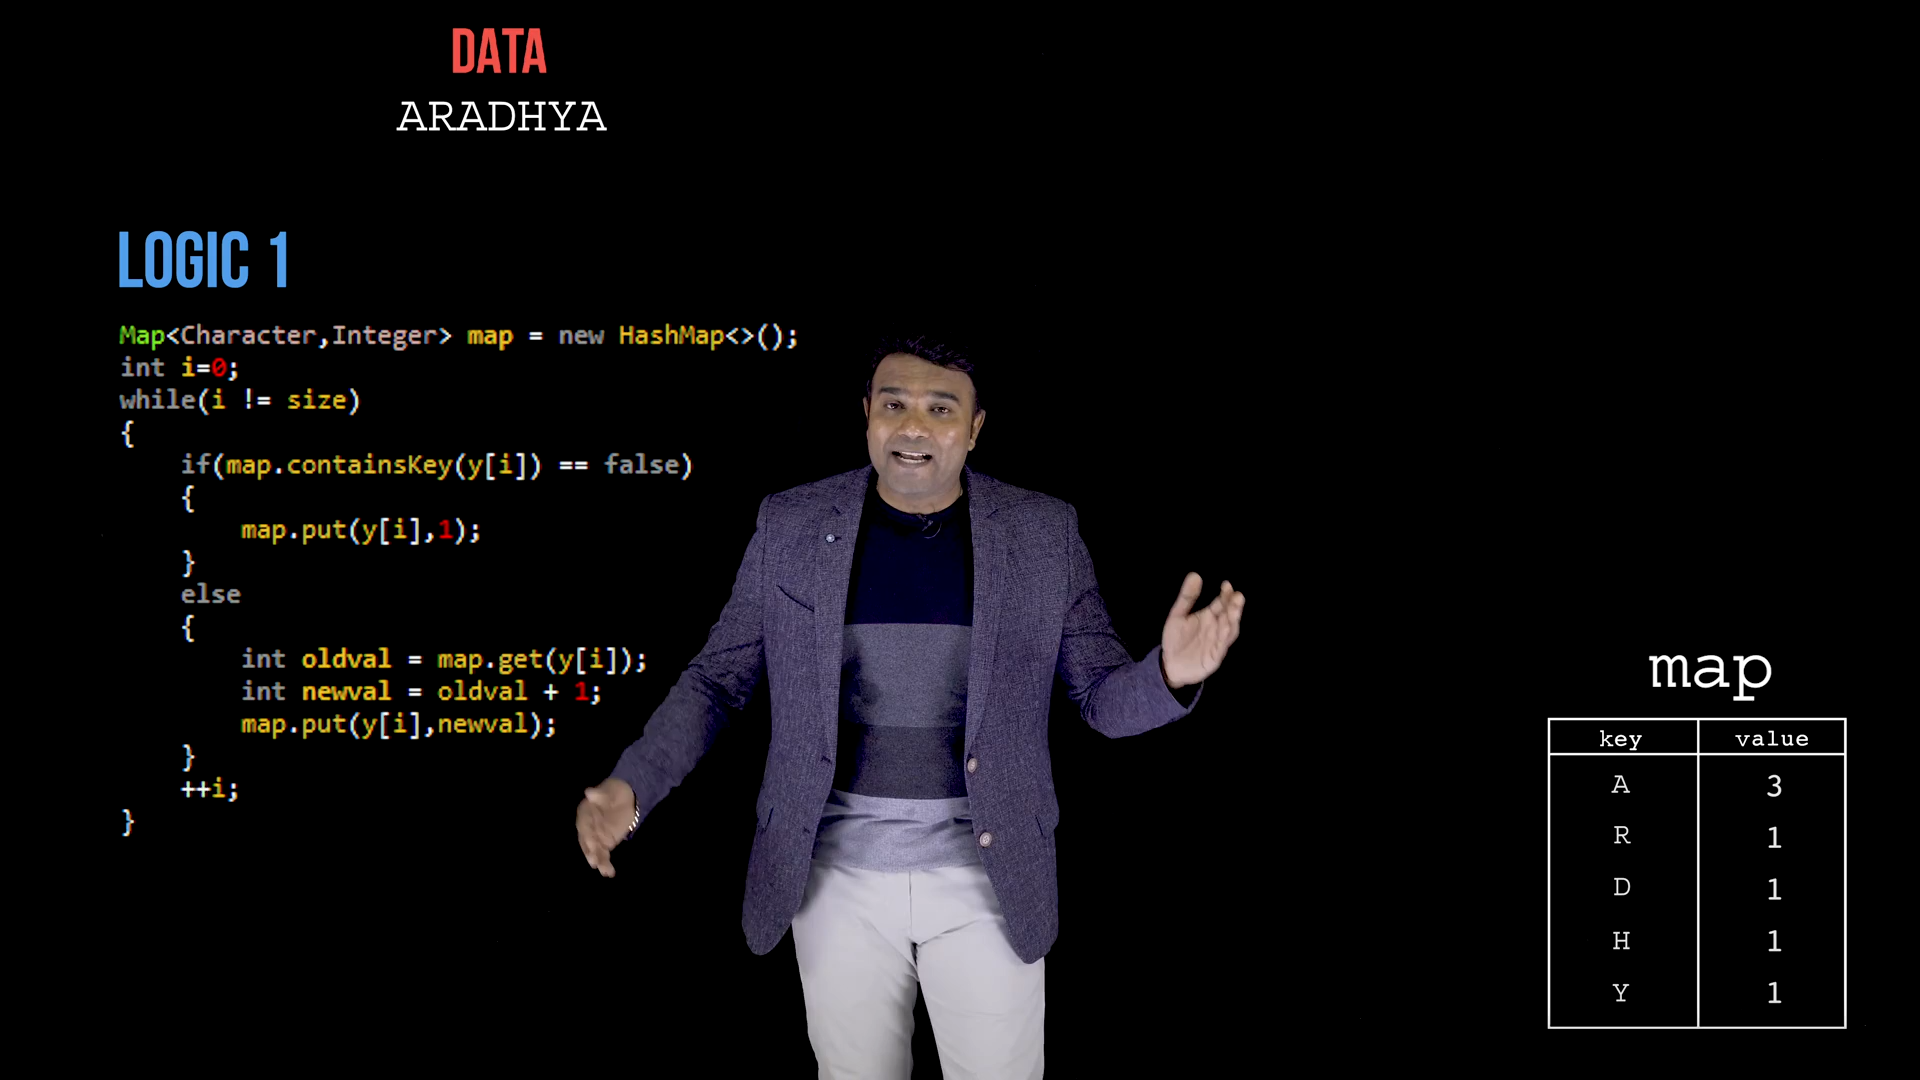 DATA
ARADHYA
LOGIC 1
Map<Character,Integer> map = new HashMap<>();
int i=0;
while(i != size)
{
    if(map.containsKey(y[i]) == false)
    {
        map.put(y[i],1);
    }
    else
    {
        int oldval = map.get(y[i]);
        int newval = oldval + 1;
        map.put(y[i],newval);
    }
    ++i;
}
map
key value
A 3
R 1
D 1
H 1
Y 1